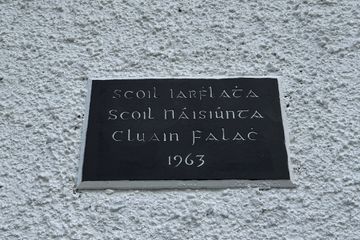 Scoil Iarḟlaṫa
Scoil Náisiúnta
Cluain Falaċ
1963